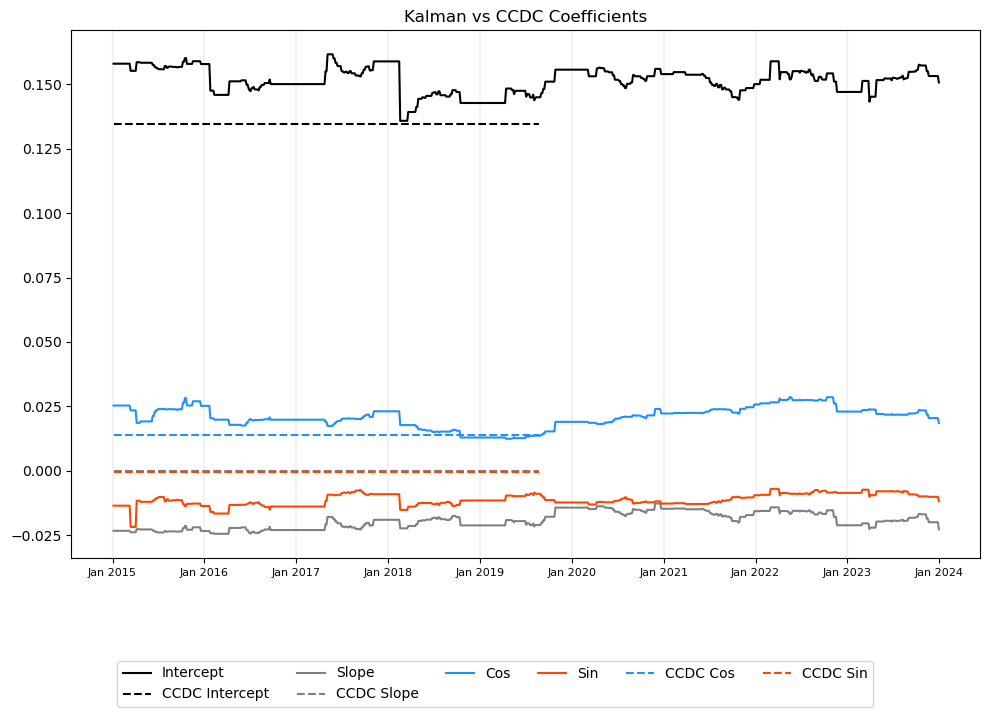 Kalman vs CCDC Coefficients
0.150
0.125
0.100
0.075
0.050
0.025
0.000
−0.025
Jan 2015 Jan 2016 Jan 2017 Jan 2018 Jan 2019 Jan 2020 Jan 2021 Jan 2022 Jan 2023 Jan 2024
Intercept Slope Cos Sin CCDC Cos CCDC Sin
CCDC Intercept CCDC Slope